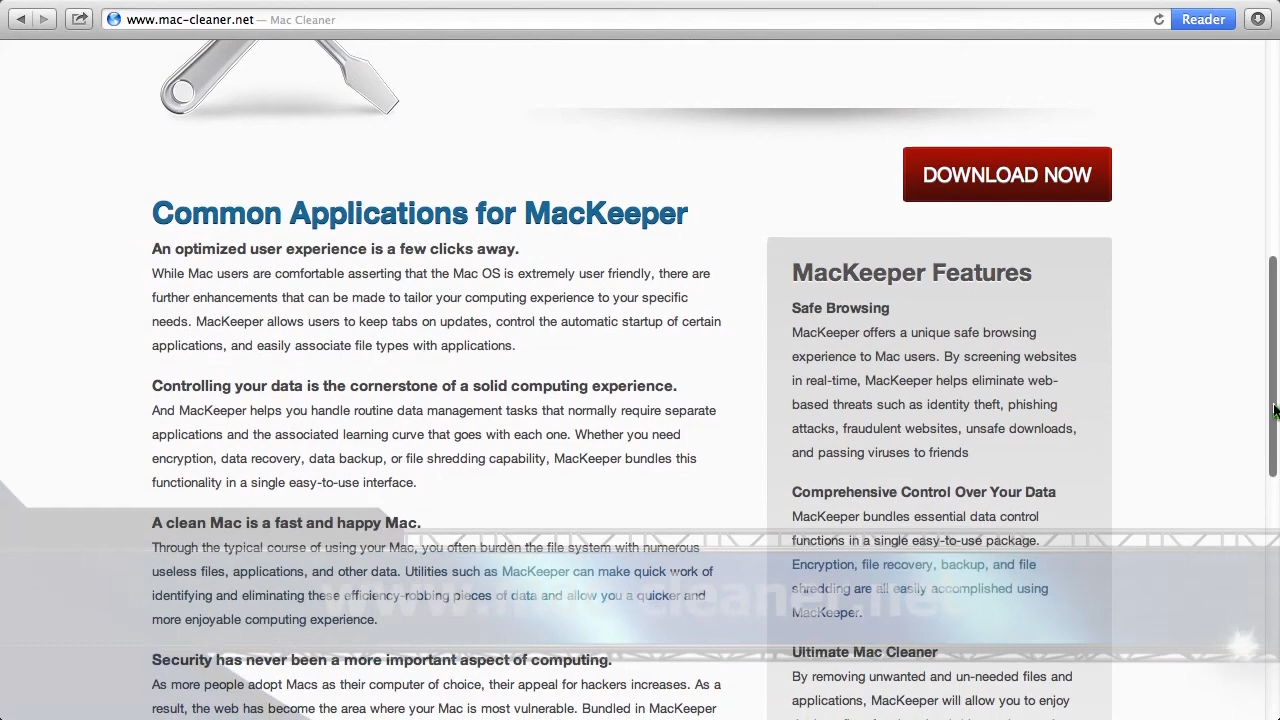 www.mac-cleaner.net — Mac Cleaner
Reader
DOWNLOAD NOW
Common Applications for MacKeeper
An optimized user experience is a few clicks away.
While Mac users are comfortable asserting that the Mac OS is extremely user friendly, there are
further enhancements that can be made to tailor your computing experience to your specific
needs. MacKeeper allows users to keep tabs on updates, control the automatic startup of certain
applications, and easily associate file types with applications.
Controlling your data is the cornerstone of a solid computing experience.
And MacKeeper helps you handle routine data management tasks that normally require separate
applications and the associated learning curve that goes with each one. Whether you need
encryption, data recovery, data backup, or file shredding capability, MacKeeper bundles this
functionality in a single easy-to-use interface.
A clean Mac is a fast and happy Mac.
Through the typical course of using your Mac, you often burden the file system with numerous
useless files, applications, and other data. Utilities such as MacKeeper can make quick work of
identifying and eliminating these efficiency-robbing pieces of data and allow you a quicker and
more enjoyable computing experience.
Security has never been a more important aspect of computing.
As more people adopt Macs as their computer of choice, their appeal for hackers increases. As a
result, the web has become the area where your Mac is most vulnerable. Bundled in MacKeeper
MacKeeper Features
Safe Browsing
MacKeeper offers a unique safe browsing
experience to Mac users. By screening websites
in real-time, MacKeeper helps eliminate web-
based threats such as identity theft, phishing
attacks, fraudulent websites, unsafe downloads,
and passing viruses to friends
Comprehensive Control Over Your Data
MacKeeper bundles essential data control
functions in a single easy-to-use package.
Encryption, file recovery, backup, and file
shredding are all easily accomplished using
MacKeeper.
Ultimate Mac Cleaner
By removing unwanted and un-needed files and
applications, MacKeeper will allow you to enjoy
www.mac-cleaner.net